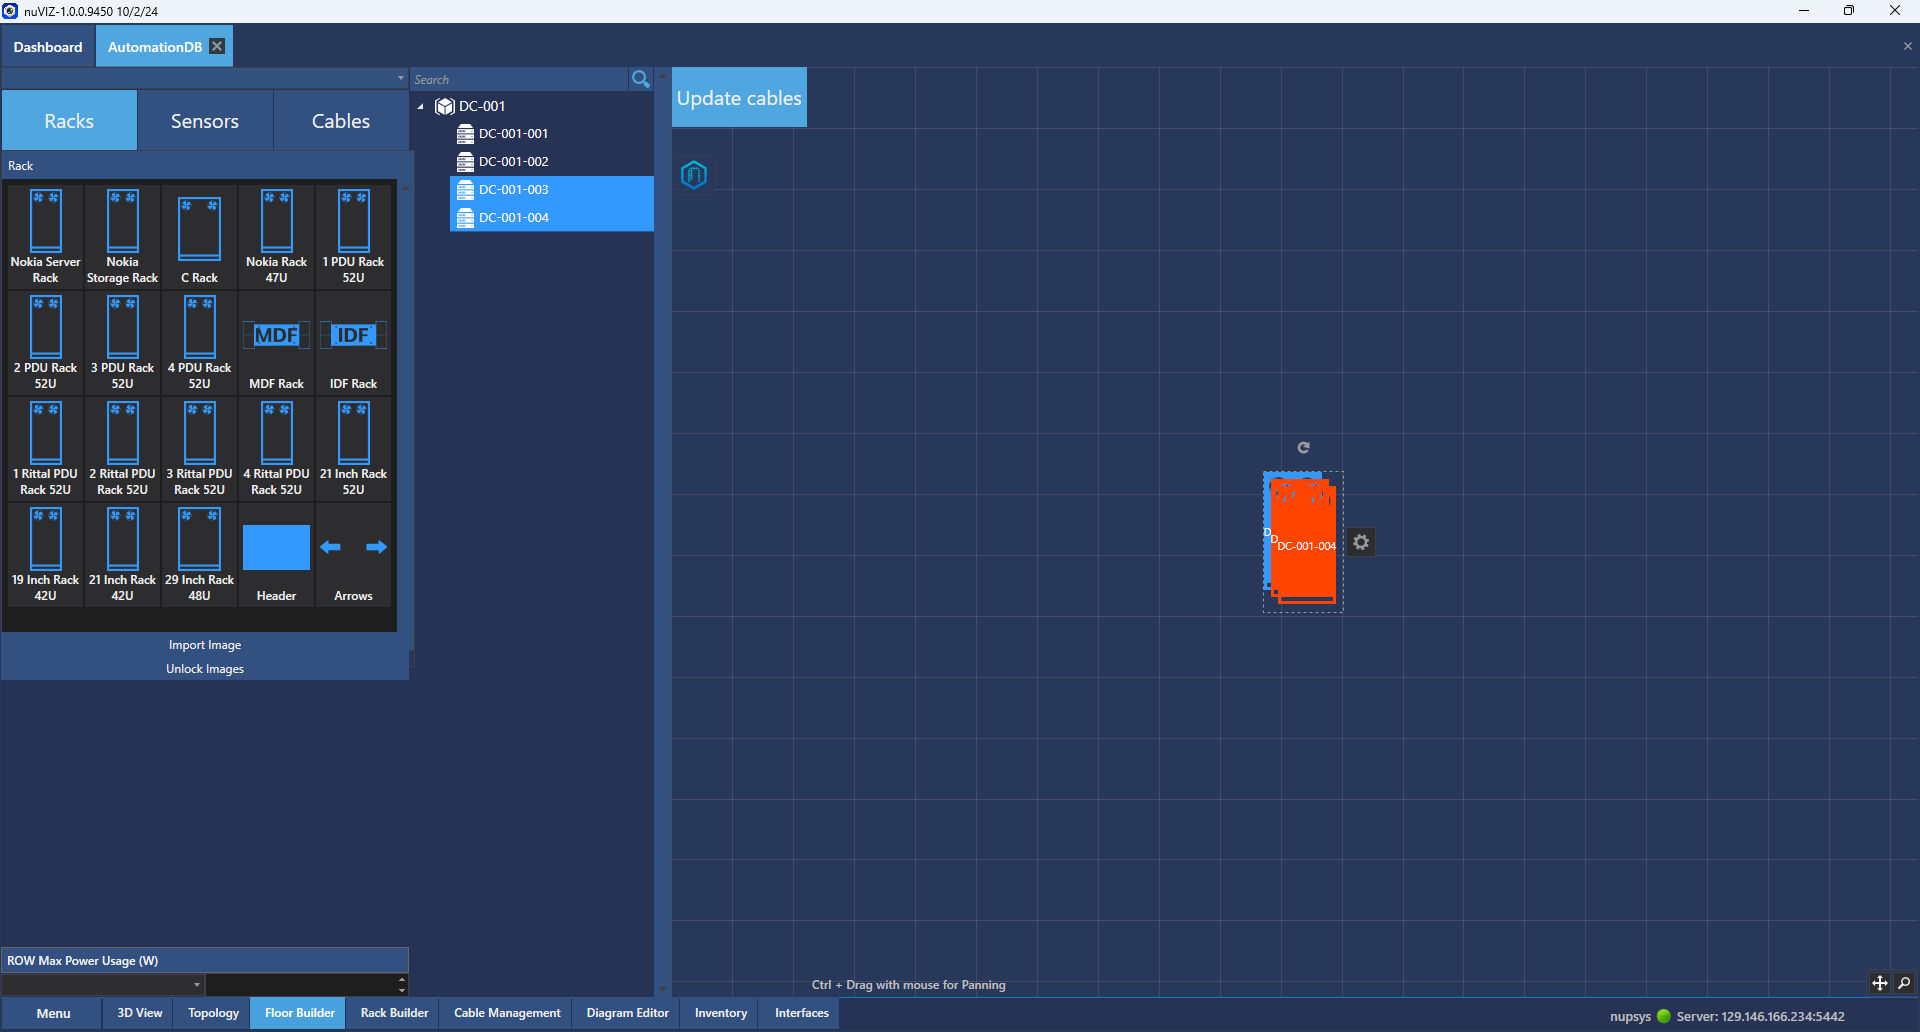 nuVIZ-1.0.0.9450 10/2/24
Dashboard
AutomationDB
Search
Racks
Sensors
Cables
Rack
Nokia Server Rack
Nokia Storage Rack
C Rack
Nokia Rack 47U
1 PDU Rack 52U
2 PDU Rack 52U
3 PDU Rack 52U
4 PDU Rack 52U
MDF
MDF Rack
IDF
IDF Rack
1 Rittal PDU Rack 52U
2 Rittal PDU Rack 52U
3 Rittal PDU Rack 52U
4 Rittal PDU Rack 52U
21 Inch Rack 52U
19 Inch Rack 42U
21 Inch Rack 42U
29 Inch Rack 48U
Header
Arrows
Import Image
Unlock Images
ROW Max Power Usage (W)
DC-001
DC-001-001
DC-001-002
DC-001-003
DC-001-004
Update cables
D
D
DC-001-004
Ctrl + Drag with mouse for Panning
Menu
3D View
Topology
Floor Builder
Rack Builder
Cable Management
Diagram Editor
Inventory
Interfaces
nupsys
Server: 129.146.166.234:5442